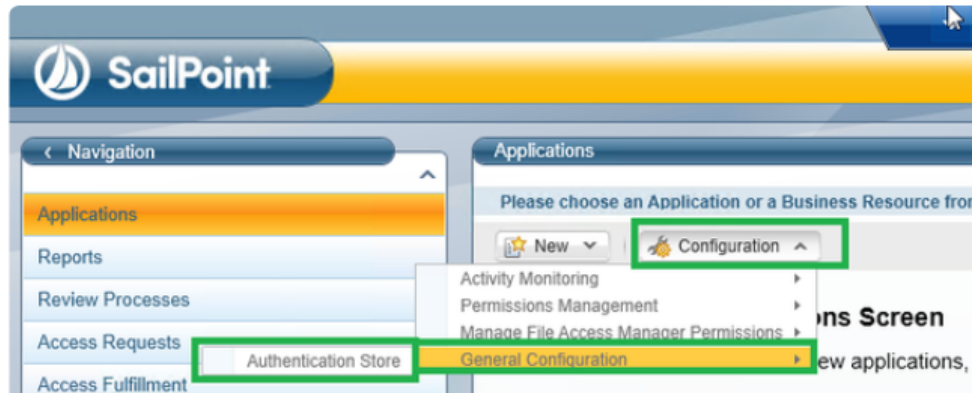 SailPoint
Navigation
Applications
Reports
Review Processes
Access Requests
Access Fulfillment
Applications
Please choose an Application or a Business Resource from
New
Configuration
Activity Monitoring
Permissions Management
Manage File Access Manager Permissions
General Configuration
Authentication Store
ons Screen
ew applications,